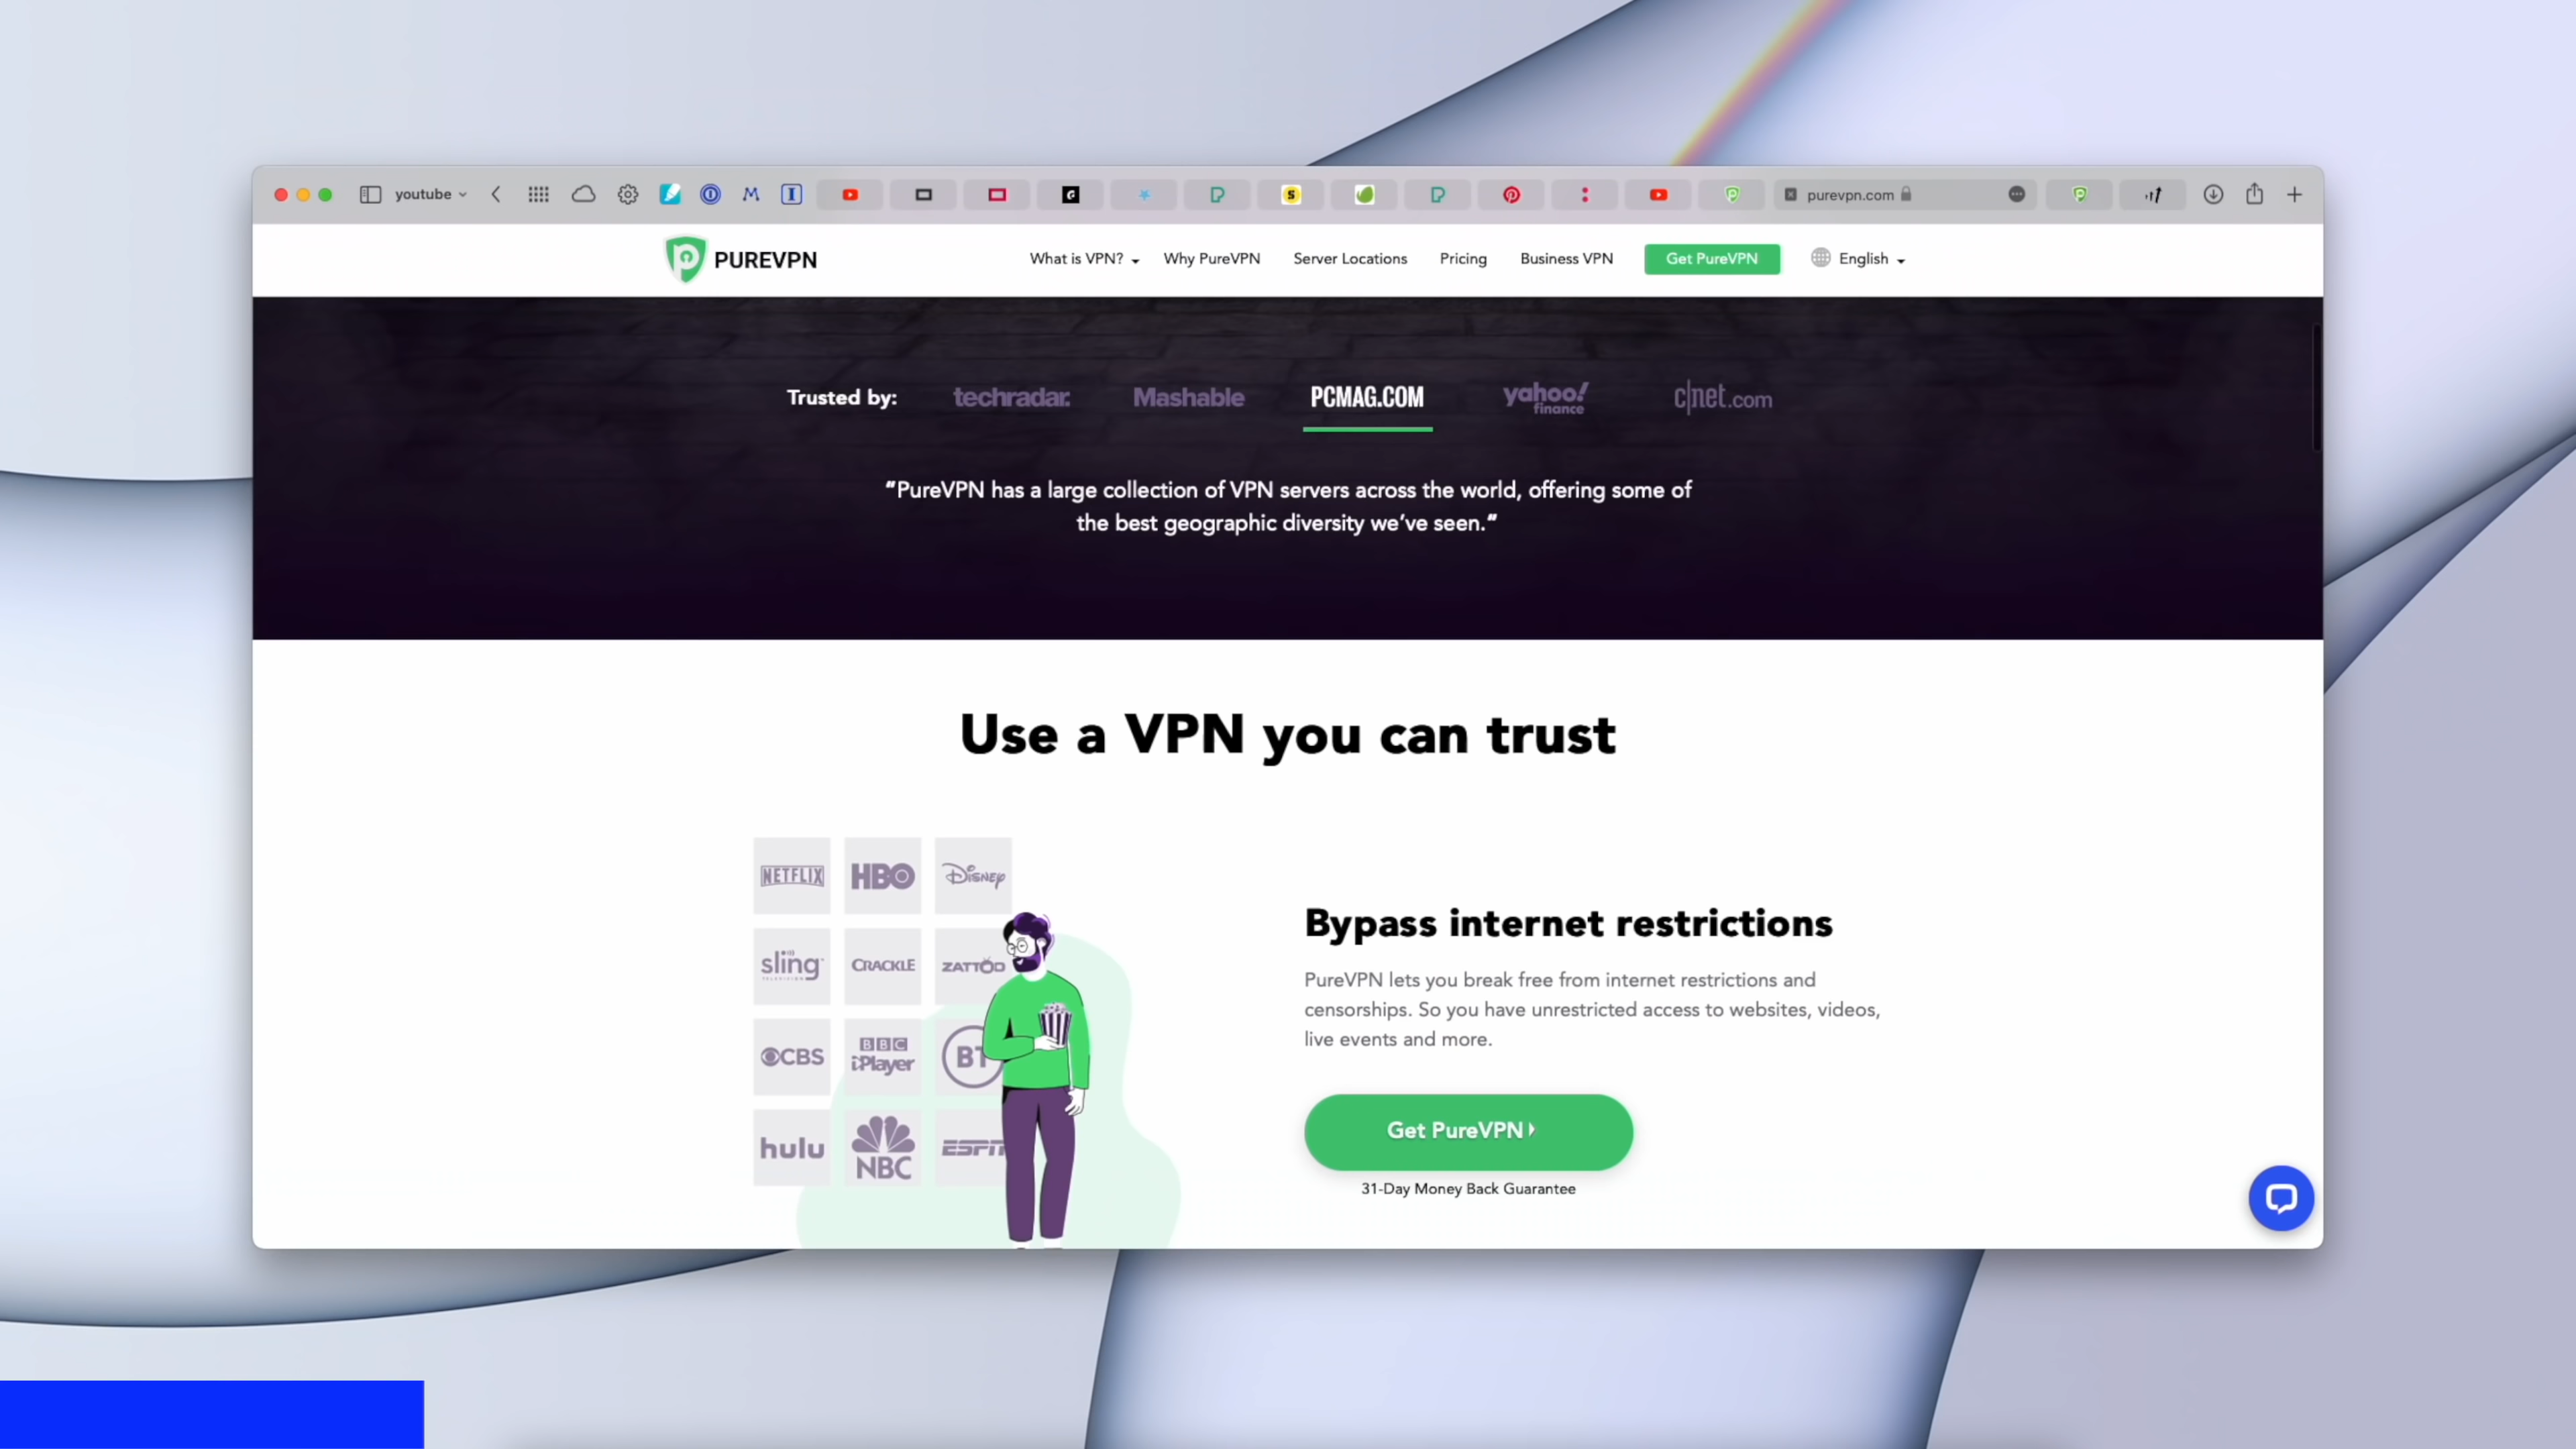 youtube
purevpn.com
PUREVPN
What is VPN?
Why PureVPN
Server Locations
Pricing
Business VPN
Get PureVPN
English
Trusted by:
techradar.
Mashable
PCMAG.COM
yahoo!
finance
c|net.com
“PureVPN has a large collection of VPN servers across the world, offering some of
the best geographic diversity we’ve seen.”
Use a VPN you can trust
NETFLIX
HBO
Disney
sling
TELEVISION
CRACKLE
ZATTOO
CBS
BBC
iPlayer
BT
hulu
NBC
ESPN
Bypass internet restrictions
PureVPN lets you break free from internet restrictions and
censorships. So you have unrestricted access to websites, videos,
live events and more.
Get PureVPN
31-Day Money Back Guarantee